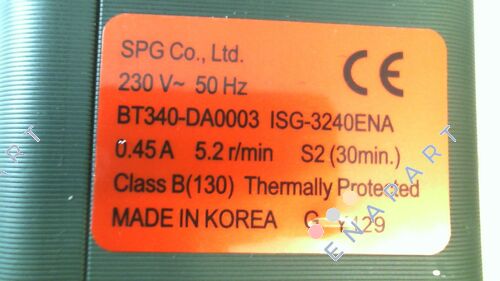 SPG Co., Ltd.
CE
230 V~ 50 Hz
BT340-DA0003 ISG-3240ENA
0.45 A 5.2 r/min S2 (30min.)
Class B(130) Thermally Protected
MADE IN KOREA
ENAPART